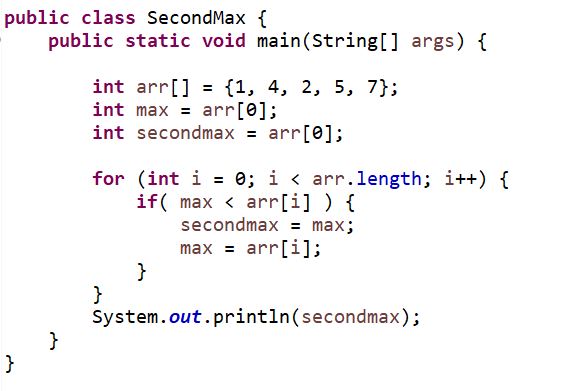 public class SecondMax {
public static void main(String[] args) {
int arr[] = {1, 4, 2, 5, 7};
int max = arr[0];
int secondmax = arr[0];
for (int i = 0; i < arr.length; i++) {
if( max < arr[i] ) {
secondmax = max;
max = arr[i];
}
}
System.out.println(secondmax);
}
}